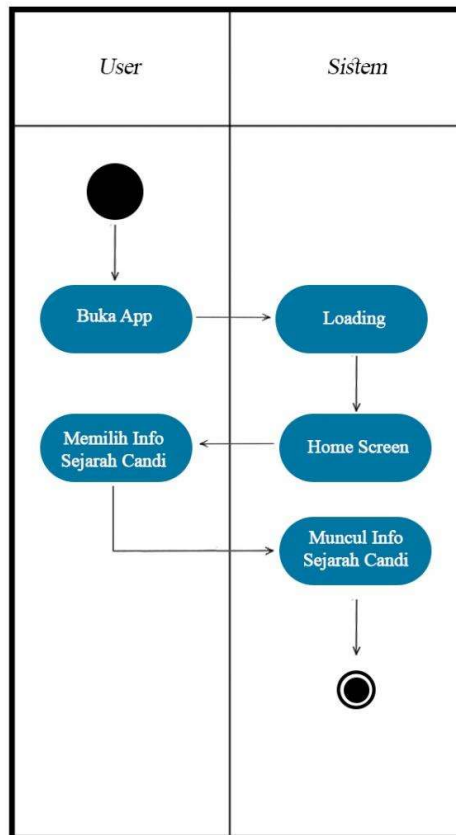 User
Sistem
Buka App
Loading
Memilih Info
Sejarah Candi
Home Screen
Muncul Info
Sejarah Candi